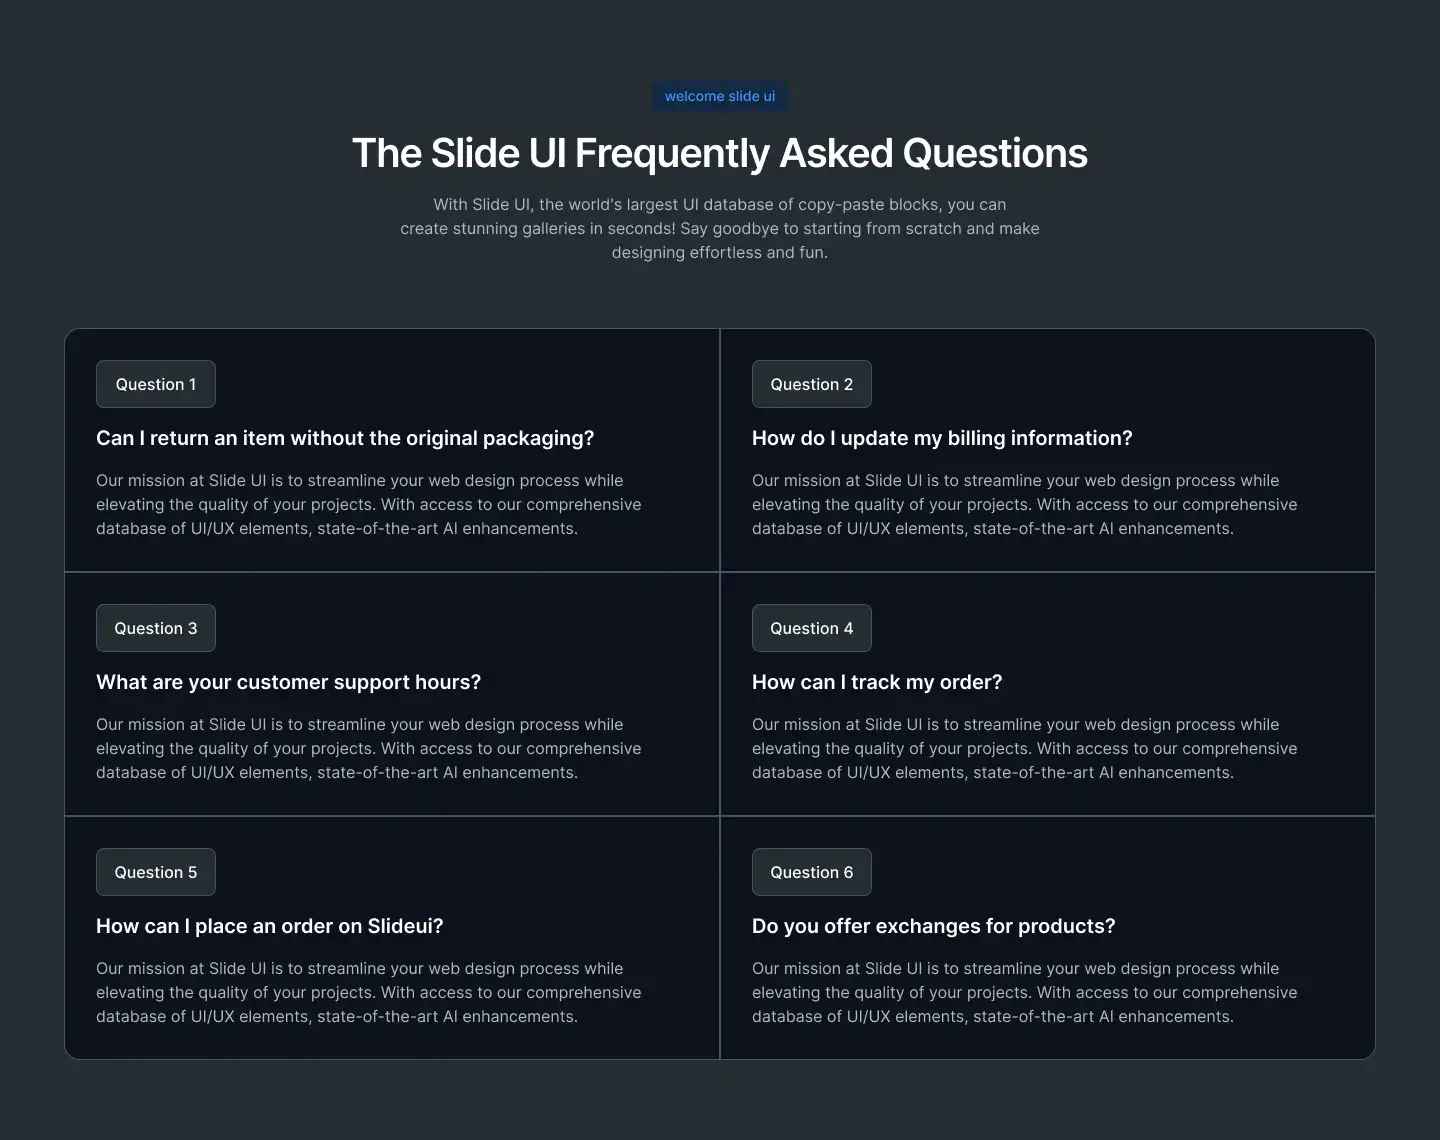 welcome slide ui
The Slide UI Frequently Asked Questions
With Slide UI, the world's largest UI database of copy-paste blocks, you can
create stunning galleries in seconds! Say goodbye to starting from scratch and make
designing effortless and fun.
Question 1
Can I return an item without the original packaging?
Our mission at Slide UI is to streamline your web design process while
elevating the quality of your projects. With access to our comprehensive
database of UI/UX elements, state-of-the-art AI enhancements.
Question 2
How do I update my billing information?
Our mission at Slide UI is to streamline your web design process while
elevating the quality of your projects. With access to our comprehensive
database of UI/UX elements, state-of-the-art AI enhancements.
Question 3
What are your customer support hours?
Our mission at Slide UI is to streamline your web design process while
elevating the quality of your projects. With access to our comprehensive
database of UI/UX elements, state-of-the-art AI enhancements.
Question 4
How can I track my order?
Our mission at Slide UI is to streamline your web design process while
elevating the quality of your projects. With access to our comprehensive
database of UI/UX elements, state-of-the-art AI enhancements.
Question 5
How can I place an order on Slideui?
Our mission at Slide UI is to streamline your web design process while
elevating the quality of your projects. With access to our comprehensive
database of UI/UX elements, state-of-the-art AI enhancements.
Question 6
Do you offer exchanges for products?
Our mission at Slide UI is to streamline your web design process while
elevating the quality of your projects. With access to our comprehensive
database of UI/UX elements, state-of-the-art AI enhancements.